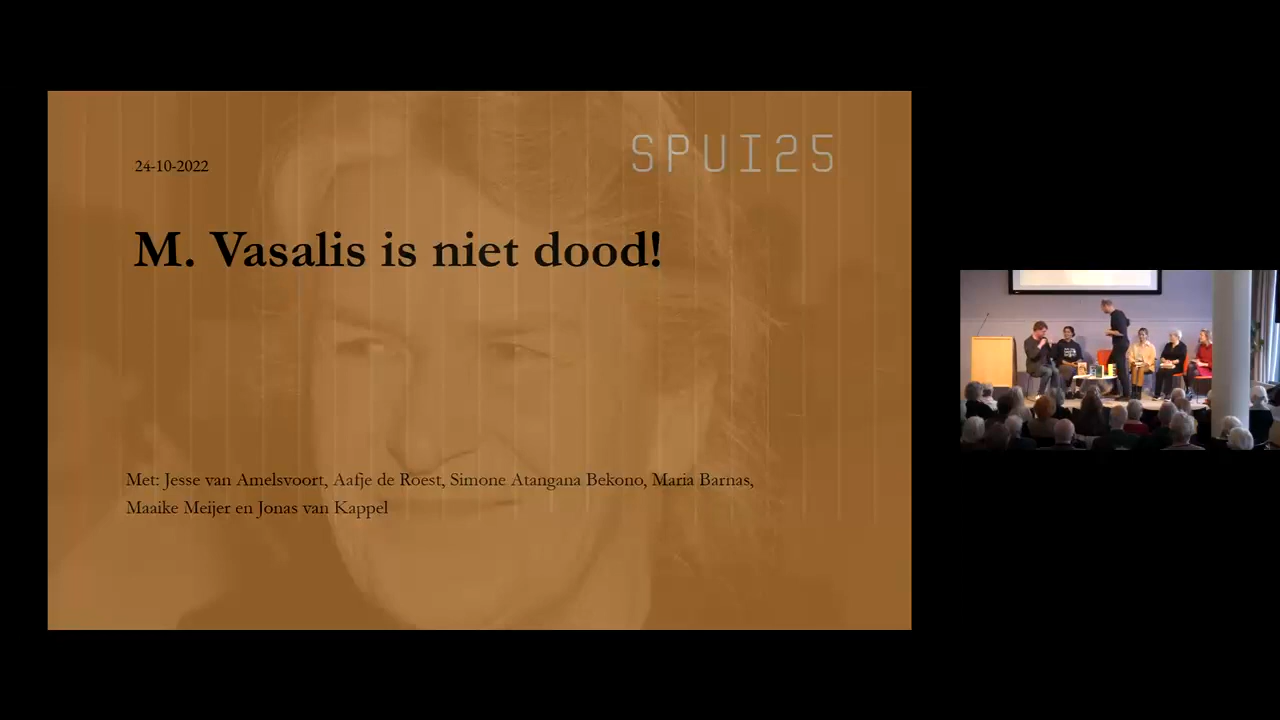 24-10-2022
SPUI25
M. Vasalis is niet dood!
Met: Jesse van Amelsvoort, Aafje de Roest, Simone Atangana Bekono, Maria Barnas,
Maaike Meijer en Jonas van Kappel